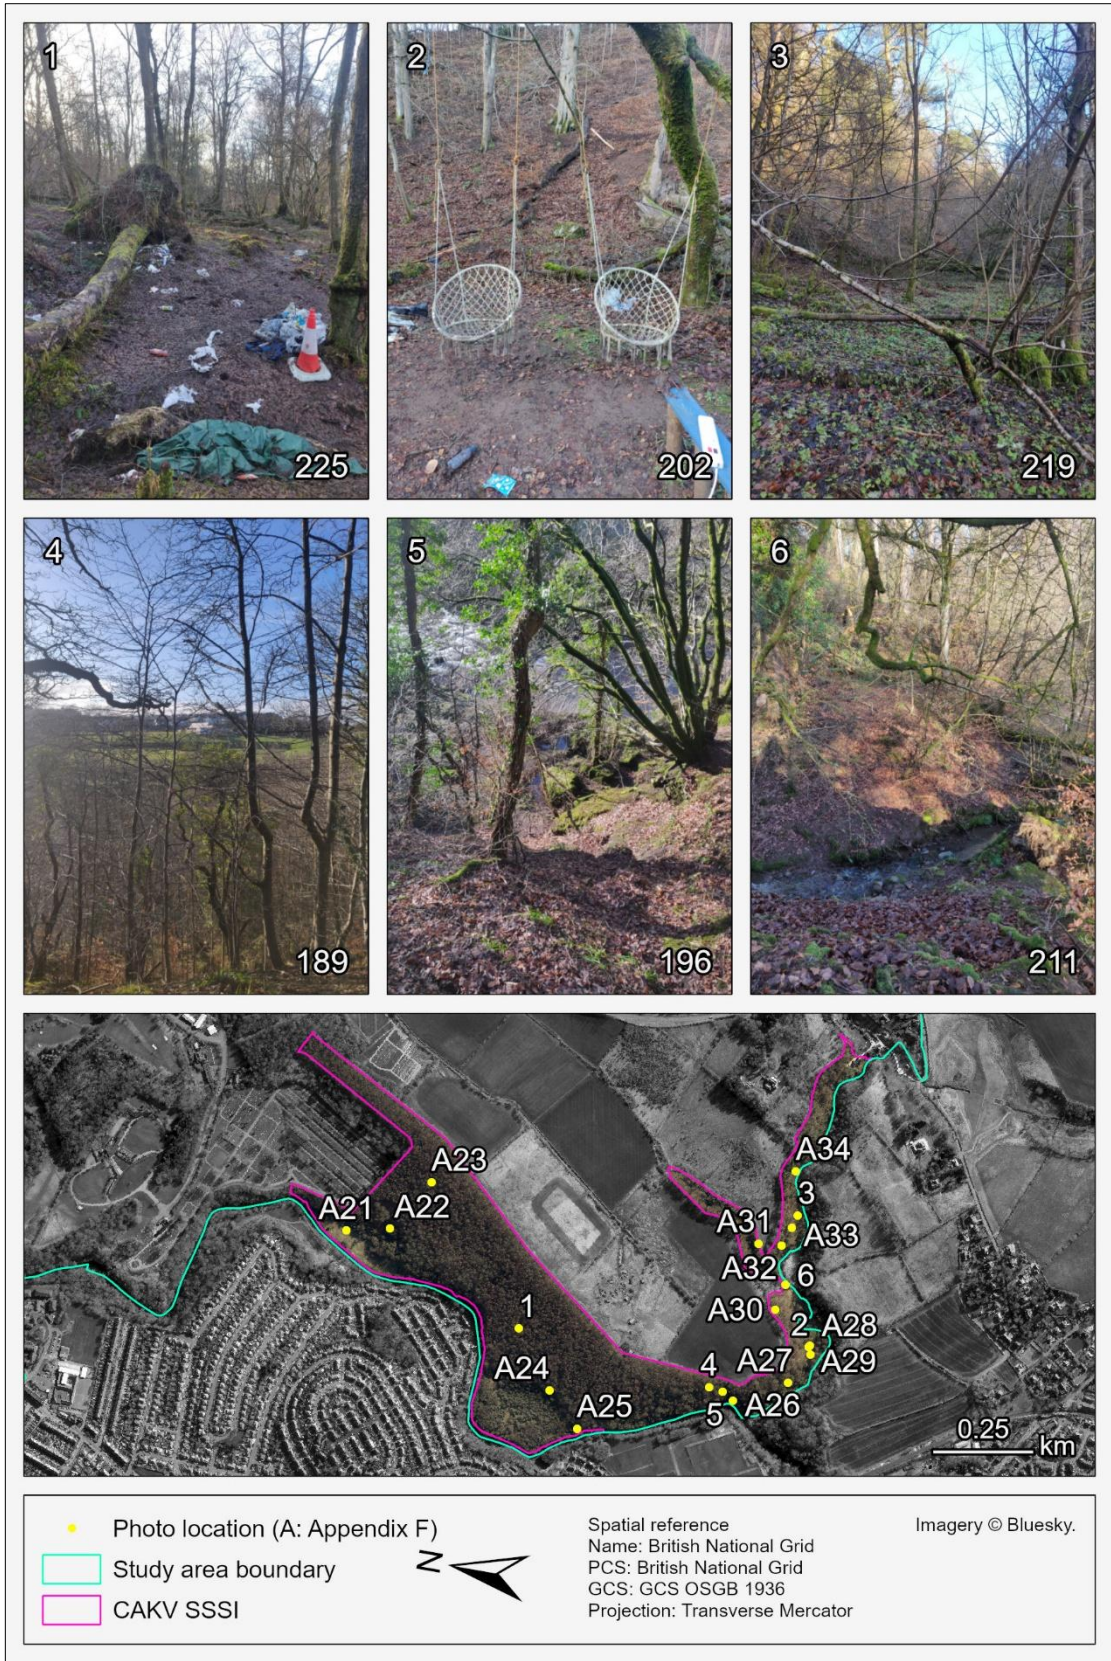 1
225
2
202
3
219
4
189
5
196
6
211
A23
A21
A22
1
A24
A25
A34
3
A31
A33
A32
6
A30
2
A28
A27
A29
4
5
A26
0.25
km
Photo location (A: Appendix F)
Study area boundary
CAKV SSSI
N
Spatial reference
Name: British National Grid
PCS: British National Grid
GCS: GCS OSGB 1936
Projection: Transverse Mercator
Imagery © Bluesky.